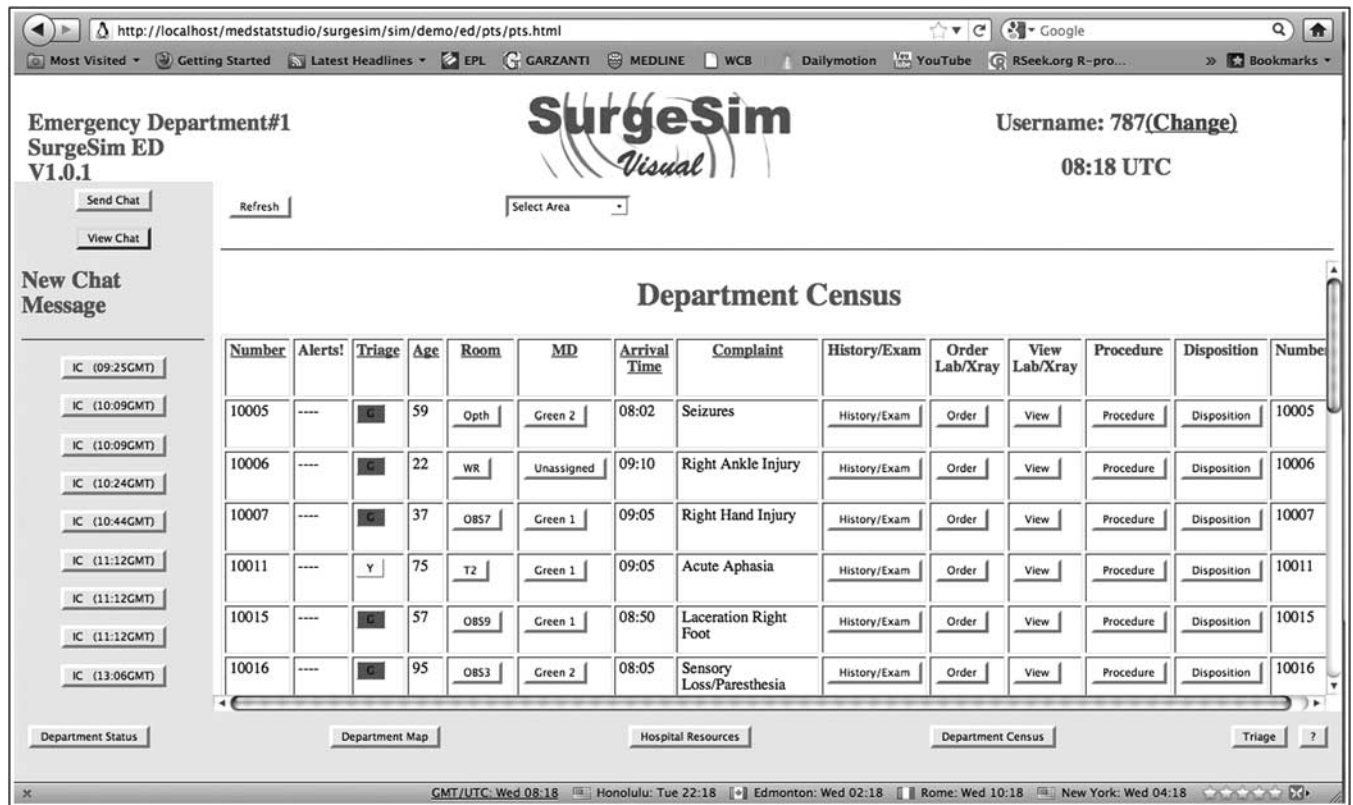 http://localhost/medstatstudio/surgesim/sim/demo/ed/pts/pts.html Google
Most Visited Getting Started Latest Headlines EPL GARZANTI MEDLINE WCB Dailymotion YouTube RSeek.org R-pro... » Bookmarks
Emergency Department#1
SurgeSim ED
V1.0.1
SurgeSim
Visual
Username: 787(Change)
08:18 UTC
Send Chat
View Chat
Refresh Select Area
New Chat
Message
IC (09:25GMT)
IC (10:09GMT)
IC (10:09GMT)
IC (10:24GMT)
IC (10:44GMT)
IC (11:12GMT)
IC (11:12GMT)
IC (11:12GMT)
IC (13:06GMT)
Department Census
Number Alerts! Triage Age Room MD Arrival Time Complaint History/Exam Order Lab/Xray View Lab/Xray Procedure Disposition Number
10005 ---- G 59 Opth Green 2 08:02 Seizures History/Exam Order View Procedure Disposition 10005
10006 ---- G 22 WR Unassigned 09:10 Right Ankle Injury History/Exam Order View Procedure Disposition 10006
10007 ---- G 37 OBS7 Green 1 09:05 Right Hand Injury History/Exam Order View Procedure Disposition 10007
10011 ---- Y 75 T2 Green 1 09:05 Acute Aphasia History/Exam Order View Procedure Disposition 10011
10015 ---- G 57 OBS9 Green 1 08:50 Laceration Right Foot History/Exam Order View Procedure Disposition 10015
10016 ---- G 95 OBS3 Green 2 08:05 Sensory Loss/Paresthesia History/Exam Order View Procedure Disposition 10016
Department Status Department Map Hospital Resources Department Census Triage ?
GMT/UTC: Wed 08:18 Honolulu: Tue 22:18 Edmonton: Wed 02:18 Rome: Wed 10:18 New York: Wed 04:18